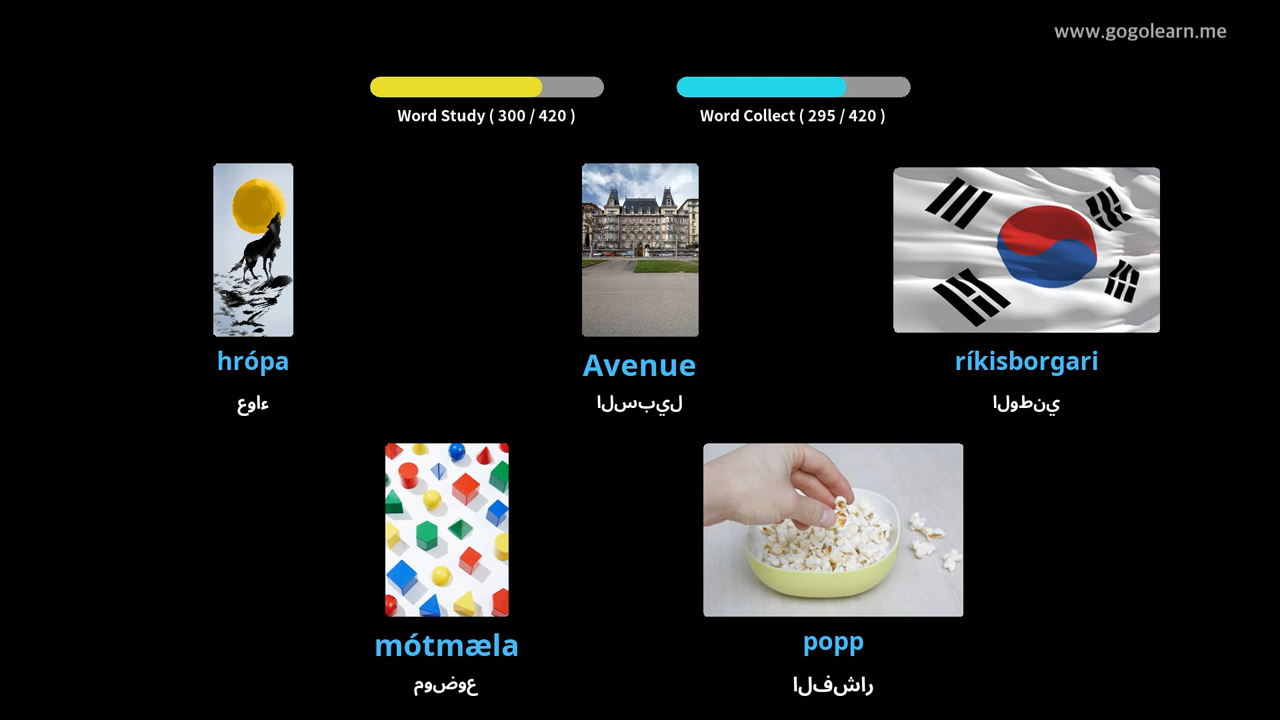 www.gogolearn.me
Word Study ( 300 / 420 )
Word Collect ( 295 / 420 )
hrópa
Avenue
ríkisborgari
عواء
السبيل
الوطني
mótmæla
popp
موضوع
الفشار